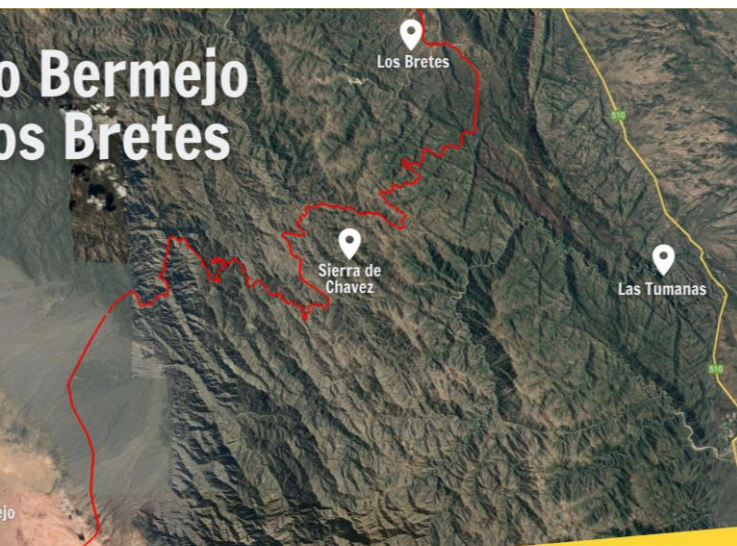 o Bermejo
os Bretes
Los Bretes
510
Sierra de
Chavez
Las Tumanas
510
ejo